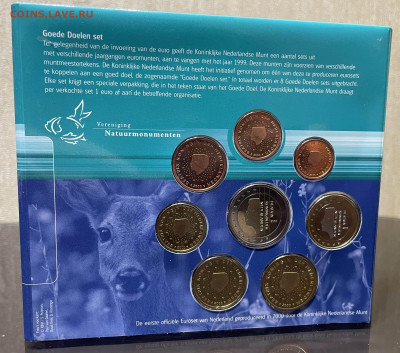 COINS.LAVE.RU
Goede Doelen set
Ter gelegenheid van de invoering van de euro geeft de Koninklijke Nederlandse Munt een aantal sets uit
met verschillende jaargangen euromunten, aan te vangen met het jaar 1999. Deze munten zijn voorzien van verschillende
muntmeestertekens. De Koninklijke Nederlandse Munt heeft het initiatief genomen om één van deze te produceren eurosets
te koppelen aan een goed doel, de zogenaamde "Goede Doelen set." In totaal worden er 8 Goede Doelen sets uitgebracht.
Elke set krijgt een speciale verpakking, die in het teken staat van het Goede Doel. De Koninklijke Nederlandse Munt draagt
per verkochte set 1 euro af aan de betreffende organisatie.
Vereniging
Natuurmonumenten
De eerste officiële Euroset van Nederland geproduceerd in 2000 door de Koninklijke Nederlandse Munt